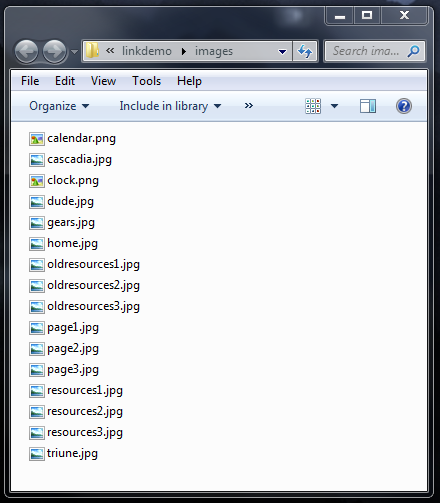 « linkdemo images Search ima...
File Edit View Tools Help
Organize Include in library »
calendar.png
cascadia.jpg
clock.png
dude.jpg
gears.jpg
home.jpg
oldresources1.jpg
oldresources2.jpg
oldresources3.jpg
page1.jpg
page2.jpg
page3.jpg
resources1.jpg
resources2.jpg
resources3.jpg
triune.jpg